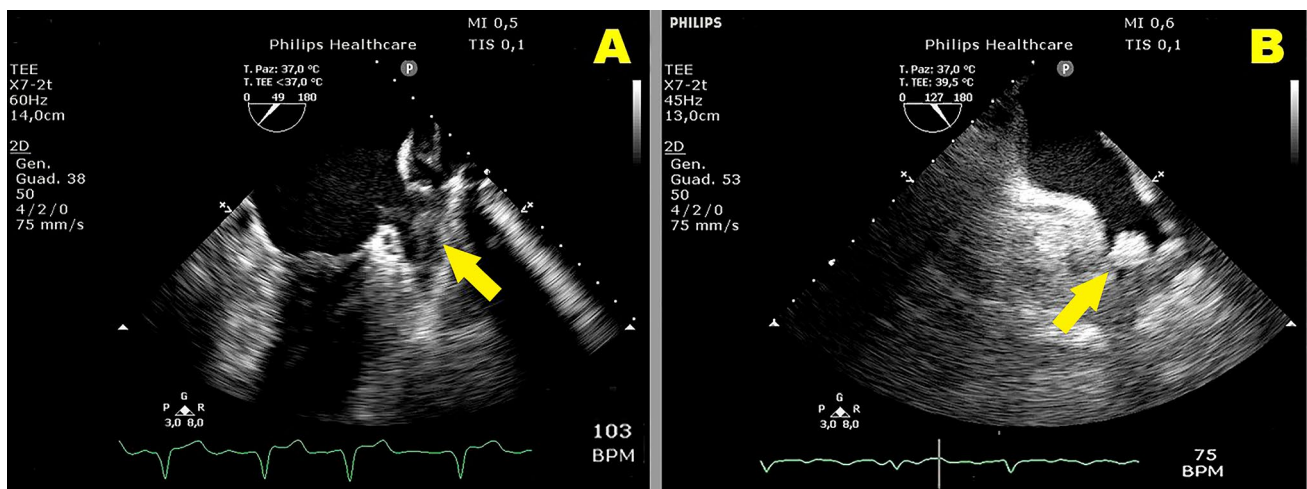 MI 0,5
Philips Healthcare
TIS 0,1
A
TEE
X7-2t
60Hz
14,0cm
T. Paz: 37,0 °C
T. TEE <37,0 °C
0 49 180
P
2D
Gen.
Guad. 38
50
4/2/0
75 mm/s
G
P R
3,0 8,0
103
BPM
PHILIPS
MI 0,6
Philips Healthcare
TIS 0,1
B
TEE
X7-2t
45Hz
13,0cm
T. Paz: 37,0 °C
T. TEE: 39,5 °C
0 127 180
P
2D
Gen.
Guad. 53
50
4/2/0
75 mm/s
G
P R
3,0 8,0
75
BPM